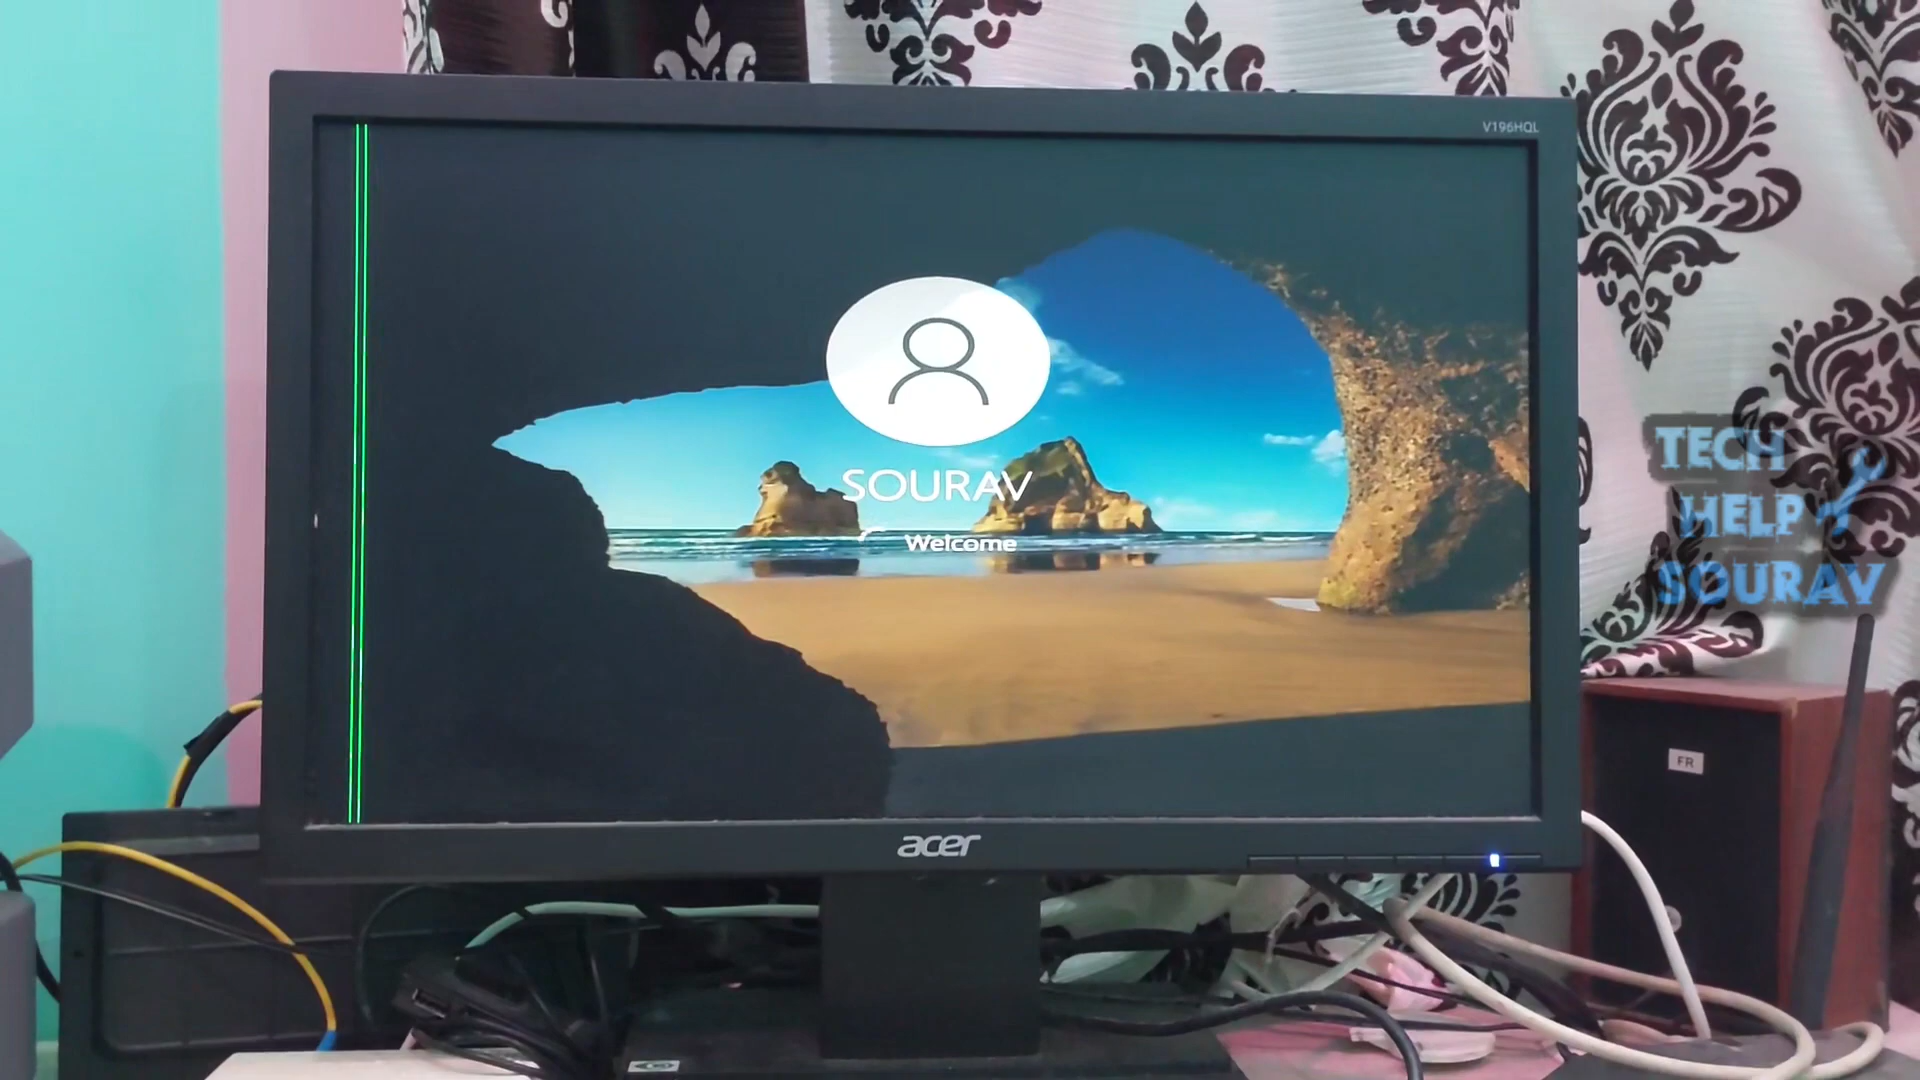 V196HQL
SOURAV
Welcome
acer
TECH
HELP
SOURAV
FR